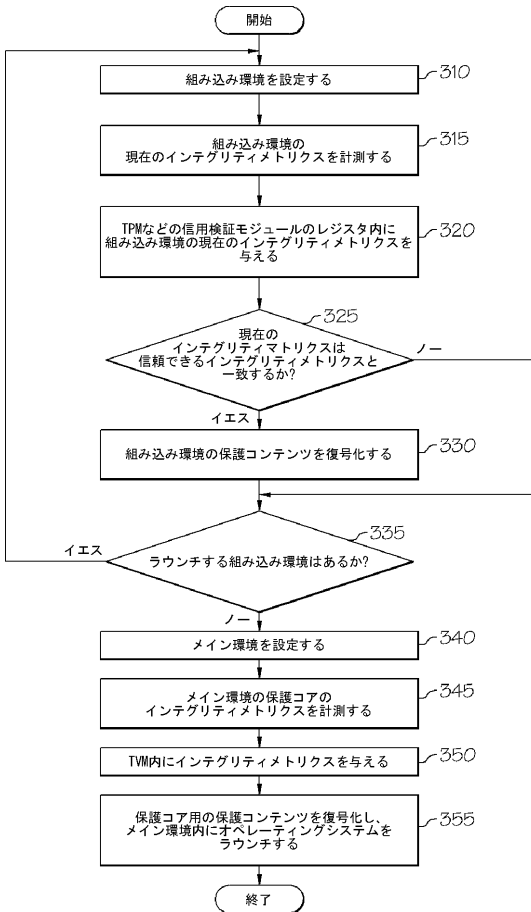 開始
組み込み環境を設定する
310
組み込み環境の
現在のインテグリティメトリクスを計測する
315
TPMなどの信用検証モジュールのレジスタ内に
組み込み環境の現在のインテグリティメトリクスを
与える
320
325
現在の
インテグリティマトリクスは
信頼できるインテグリティメトリクスと
一致するか?
ノー
イエス
組み込み環境の保護コンテンツを復号化する
330
335
イエス
ラウンチする組み込み環境はあるか?
ノー
メイン環境を設定する
340
メイン環境の保護コアの
インテグリティメトリクスを計測する
345
TVM内にインテグリティメトリクスを与える
350
保護コア用の保護コンテンツを復号化し、
メイン環境内にオペレーティングシステムを
ラウンチする
355
終了